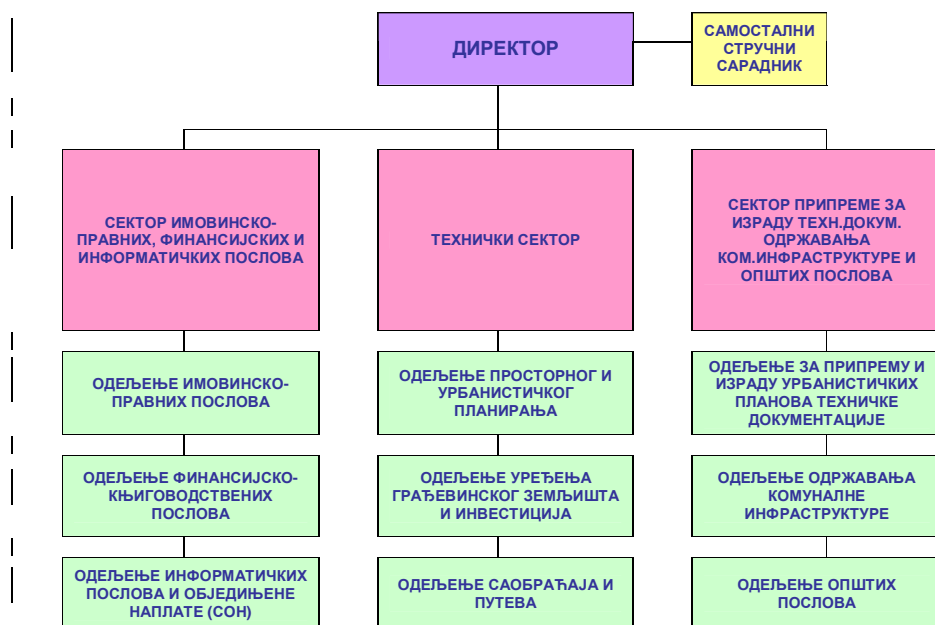 ДИРЕКТОР
САМОСТАЛНИ
СТРУЧНИ
САРАДНИК
СЕКТОР ИМОВИНСКО-
ПРАВНИХ, ФИНАНСИЈСКИХ И
ИНФОРМАТИЧКИХ ПОСЛОВА
ТЕХНИЧКИ СЕКТОР
СЕКТОР ПРИПРЕМЕ ЗА
ИЗРАДУ ТЕХН.ДОКУМ.
ОДРЖАВАЊА
КОМ.ИНФРАСТРУКТУРЕ И
ОПШТИХ ПОСЛОВА
ОДЕЉЕЊЕ ИМОВИНСКО-
ПРАВНИХ ПОСЛОВА
ОДЕЉЕЊЕ ПРОСТОРНОГ И
УРБАНИСТИЧКОГ
ПЛАНИРАЊА
ОДЕЉЕЊЕ ЗА ПРИПРЕМУ И
ИЗРАДУ УРБАНИСТИЧКИХ
ПЛАНОВА ТЕХНИЧКЕ
ДОКУМЕНТАЦИЈЕ
ОДЕЉЕЊЕ ФИНАНСИЈСКО-
КЊИГОВОДСТВЕНИХ
ПОСЛОВА
ОДЕЉЕЊЕ УРЕЂЕЊА
ГРАЂЕВИНСКОГ ЗЕМЉИШТА
И ИНВЕСТИЦИЈА
ОДЕЉЕЊЕ ОДРЖАВАЊА
КОМУНАЛНЕ
ИНФРАСТРУКТУРЕ
ОДЕЉЕЊЕ ИНФОРМАТИЧКИХ
ПОСЛОВА И ОБЈЕДИЊЕНЕ
НАПЛАТЕ (СОН)
ОДЕЉЕЊЕ САОБРАЋАЈА И
ПУТЕВА
ОДЕЉЕЊЕ ОПШТИХ
ПОСЛОВА